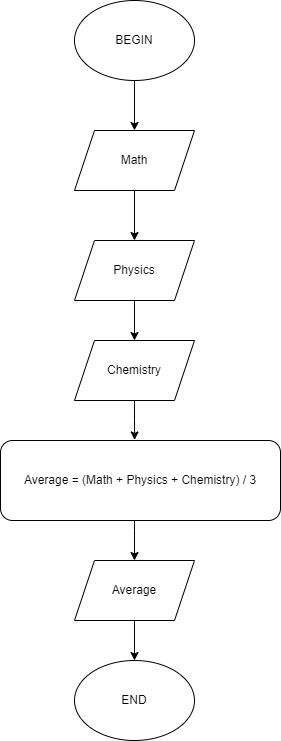 BEGIN
Math
Physics
Chemistry
Average = (Math + Physics + Chemistry) / 3
Average
END